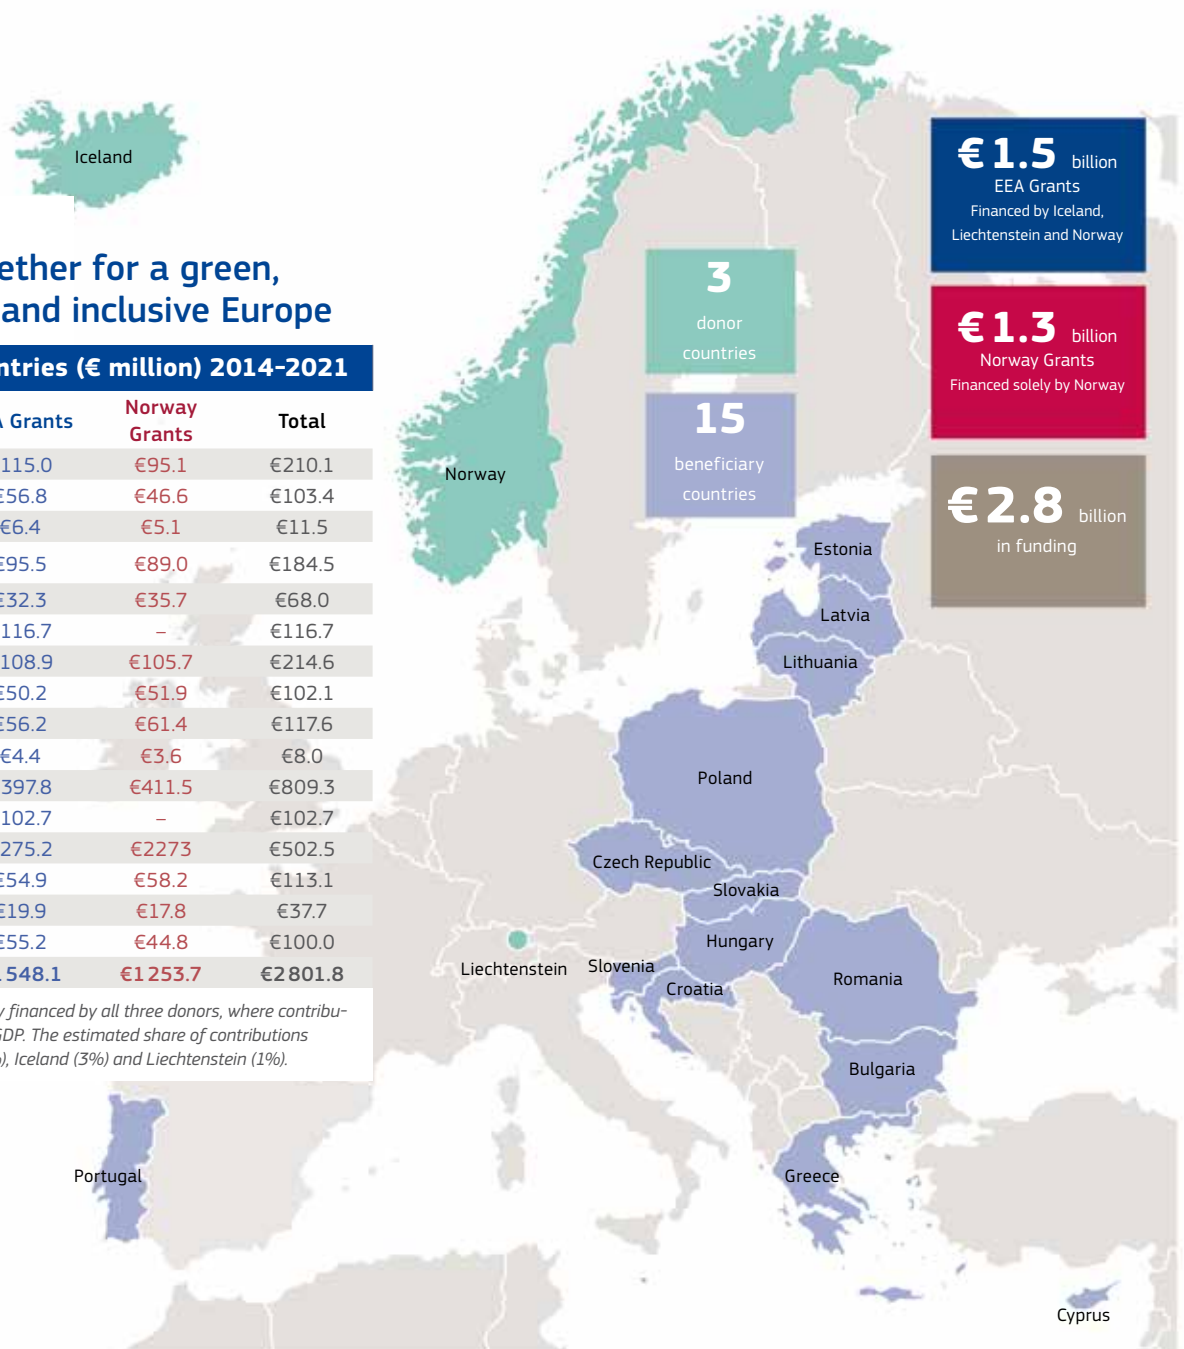 Iceland
ether for a green,
and inclusive Europe
ntries (€ million) 2014-2021
Grants Norway Grants Total
115.0 €95.1 €210.1
€56.8 €46.6 €103.4
€6.4 €5.1 €11.5
€95.5 €89.0 €184.5
€32.3 €35.7 €68.0
116.7 – €116.7
108.9 €105.7 €214.6
€50.2 €51.9 €102.1
€56.2 €61.4 €117.6
€4.4 €3.6 €8.0
397.8 €411.5 €809.3
102.7 – €102.7
275.2 €2273 €502.5
€54.9 €58.2 €113.1
€19.9 €17.8 €37.7
€55.2 €44.8 €100.0
548.1 €1253.7 €2801.8
y financed by all three donors, where contribu-
GDP. The estimated share of contributions
), Iceland (3%) and Liechtenstein (1%).
€1.5 billion
EEA Grants
Financed by Iceland,
Liechtenstein and Norway
3
donor
countries
€1.3 billion
Norway Grants
Financed solely by Norway
15
beneficiary
countries
€2.8 billion
in funding
Norway
Estonia
Latvia
Lithuania
Poland
Czech Republic
Slovakia
Hungary
Liechtenstein
Slovenia
Croatia
Romania
Bulgaria
Portugal
Greece
Cyprus